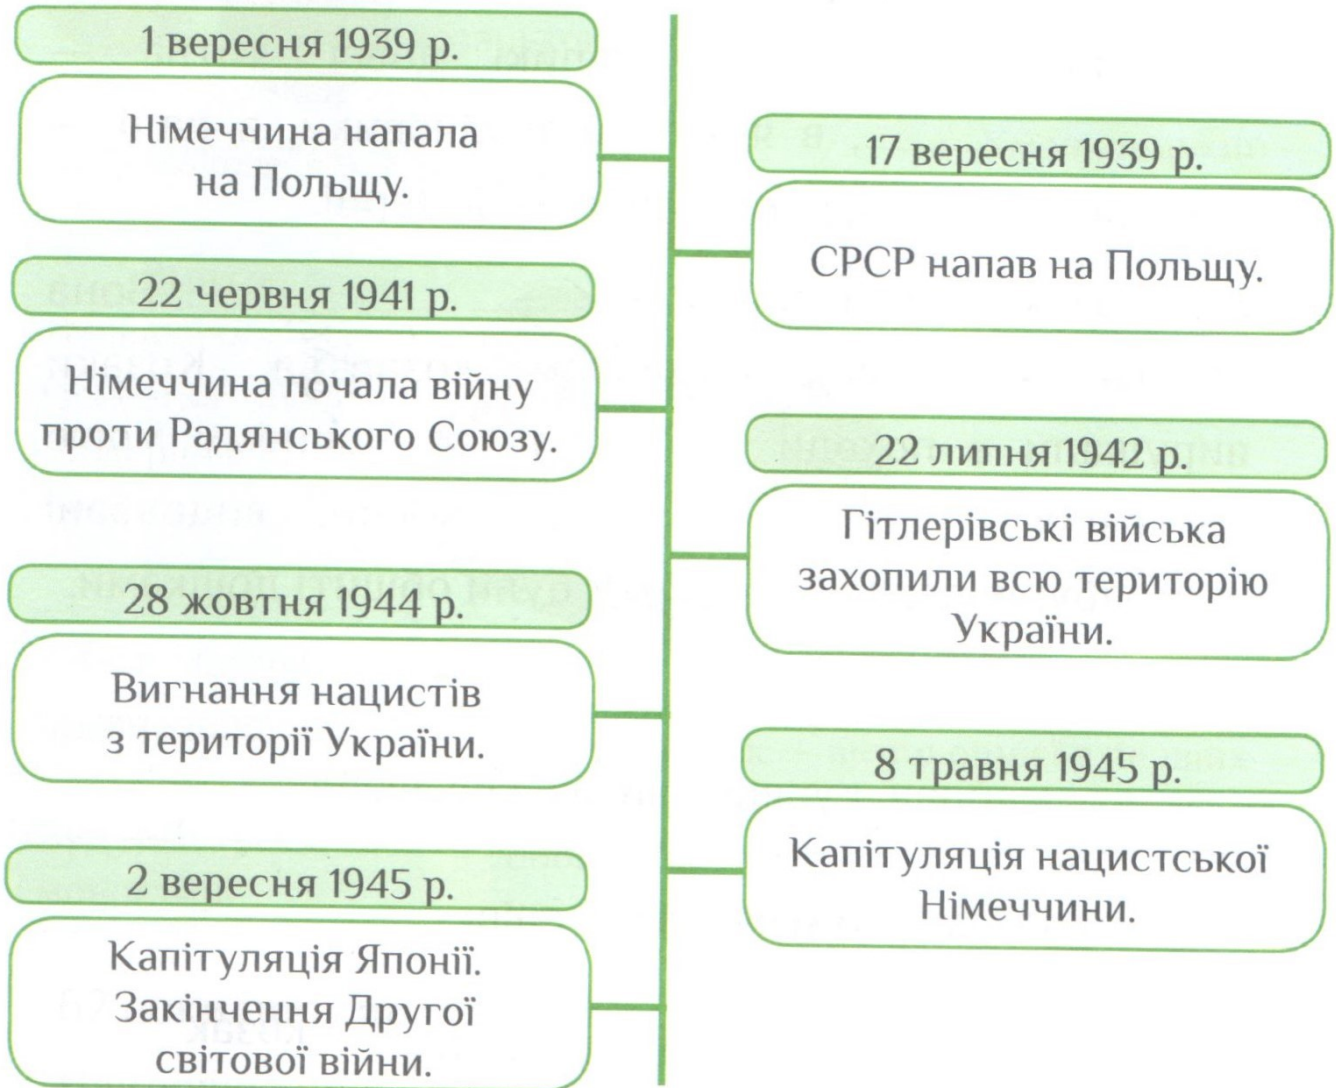 1 вересня 1939 р.
Німеччина напала
на Польщу.
17 вересня 1939 р.
СРСР напав на Польщу.
22 червня 1941 р.
Німеччина почала війну
проти Радянського Союзу.
22 липня 1942 р.
Гітлерівські війська
захопили всю територію
України.
28 жовтня 1944 р.
Вигнання нацистів
з території України.
8 травня 1945 р.
Капітуляція нацистської
Німеччини.
2 вересня 1945 р.
Капітуляція Японії.
Закінчення Другої
світової війни.